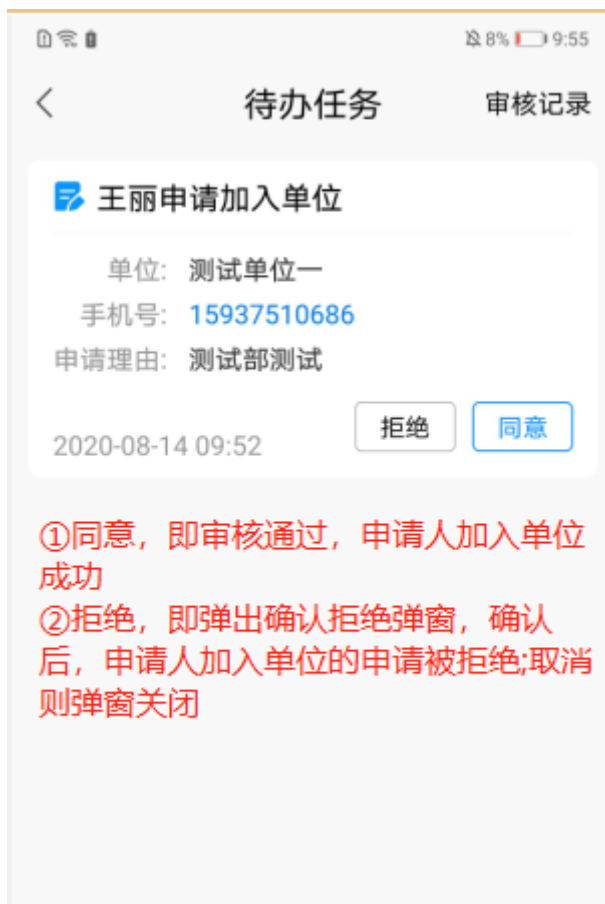 8% 9:55
待办任务 审核记录
王丽申请加入单位
单位: 测试单位一
手机号: 15937510686
申请理由: 测试部测试
2020-08-14 09:52 拒绝 同意
①同意，即审核通过，申请人加入单位
成功
②拒绝，即弹出确认拒绝弹窗，确认
后，申请人加入单位的申请被拒绝;取消
则弹窗关闭